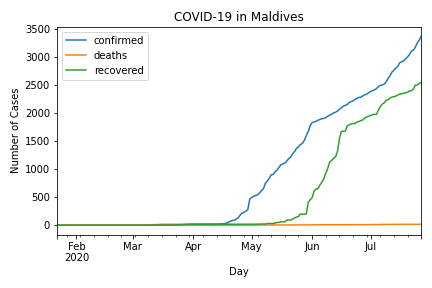 COVID-19 in Maldives
confirmed
deaths
recovered
Number of Cases
3500
3000
2500
2000
1500
1000
500
0
Feb Mar Apr May Jun Jul
2020
Day